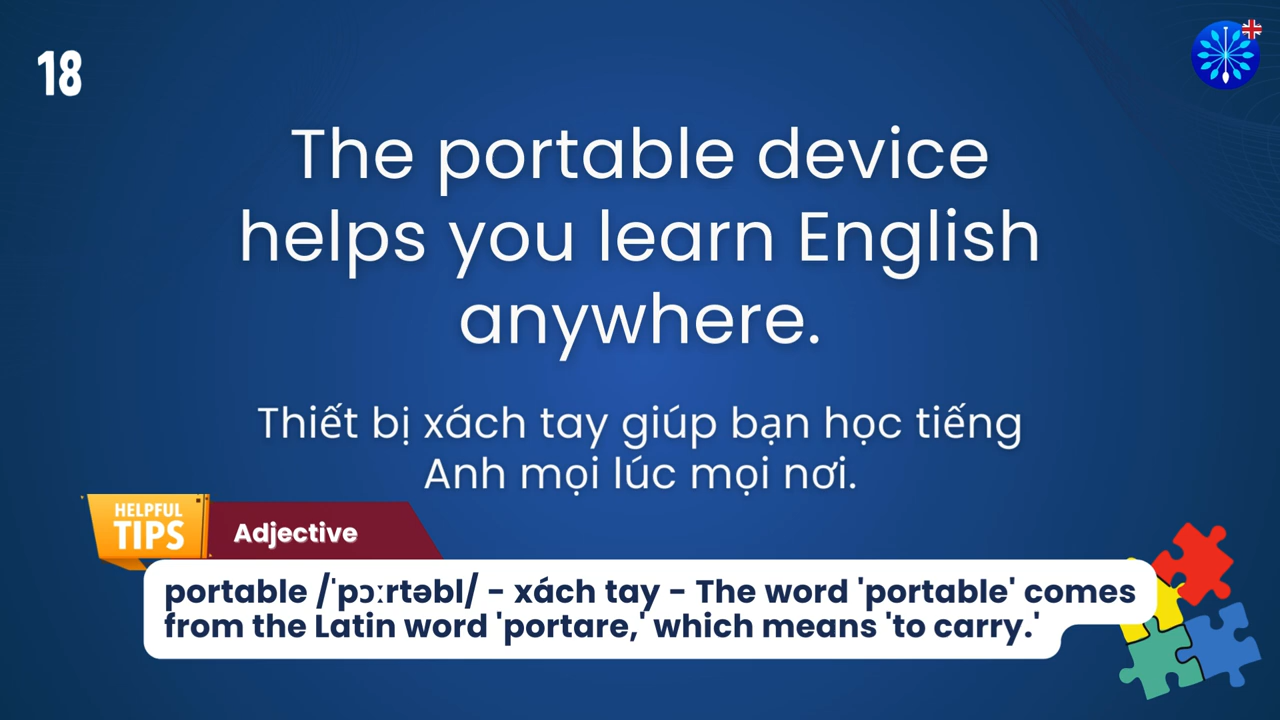 18
The portable device
helps you learn English
anywhere.
Thiết bị xách tay giúp bạn học tiếng
Anh mọi lúc mọi nơi.
HELPFUL
TIPS
Adjective
portable /ˈpɔːrtəbl/ - xách tay - The word 'portable' comes
from the Latin word 'portare,' which means 'to carry.'